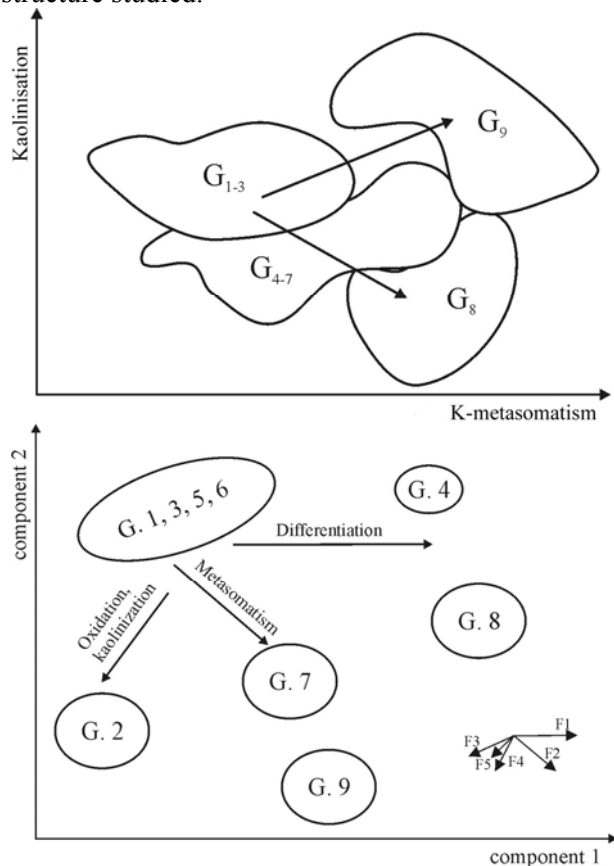 structure studied.
Kaolinisation
G9
G1-3
G4-7
G8
K-metasomatism
component 2
G. 1, 3, 5, 6
G. 4
Differentiation
Metasomatism
Oxidation,
kaolinization
G. 8
G. 7
G. 2
F1
F3
F2
F5
F4
G. 9
component 1